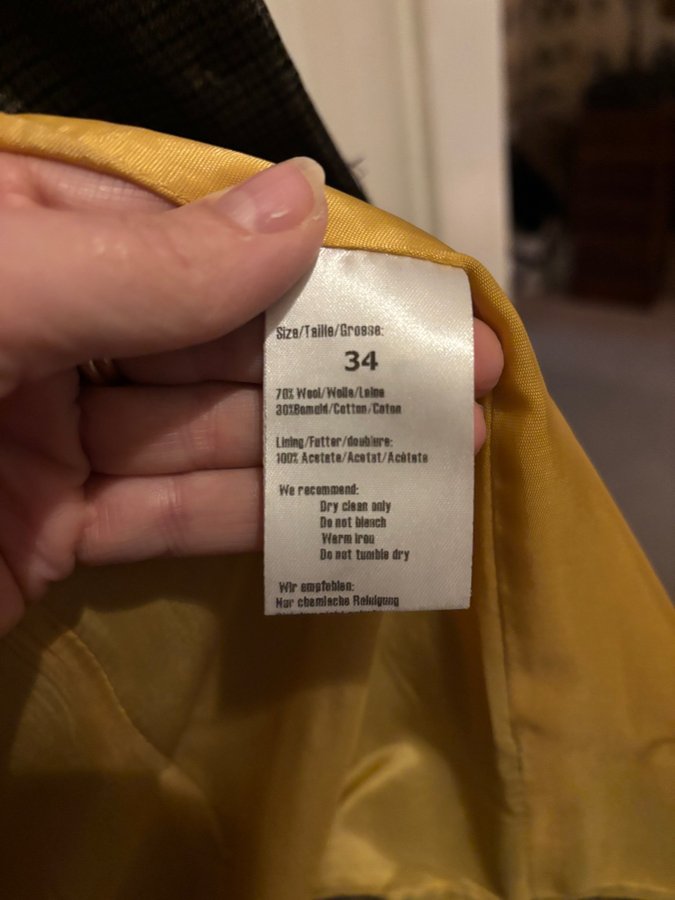 Size/Taille/Grosse:
34
70% Wool/Wolle/Laine
30%Bamuld/Cotton/Coton
Lining/Futter/doublure:
100% Acetate/Acetat/Acétate
We recommend:
Dry clean only
Do not bleach
Warm iron
Do not tumble dry
Wir empfehlen:
Nur chemische Reinigung